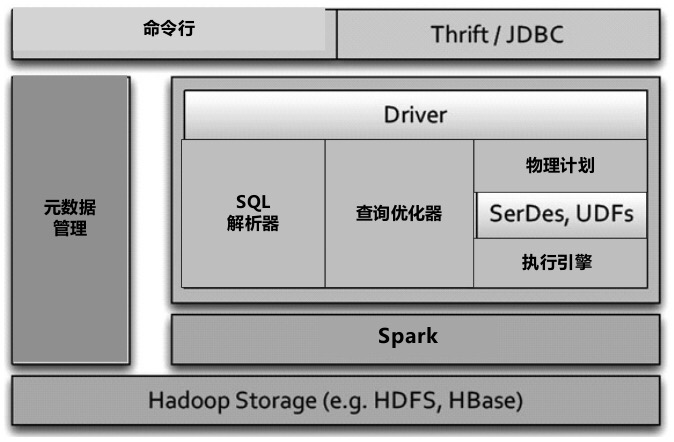 命令行
Thrift / JDBC
Driver
元数据
管理
SQL
解析器
查询优化器
物理计划
SerDes, UDFs
执行引擎
Spark
Hadoop Storage (e.g. HDFS, HBase)